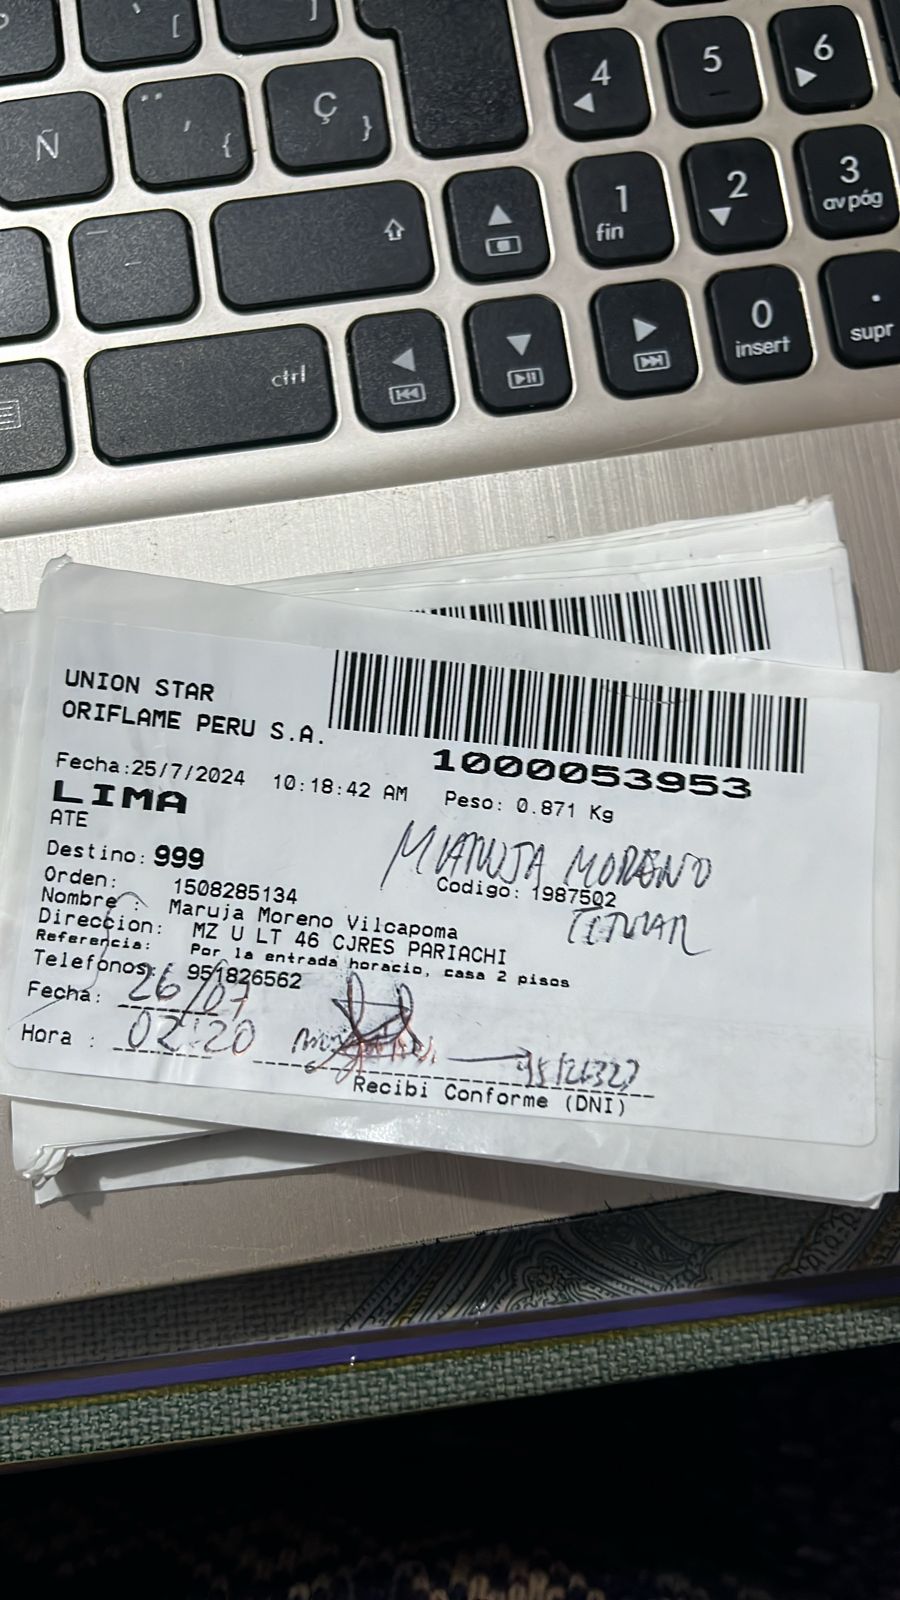 [
]
4
5
6
Ñ
¨
´
{
Ç
}
1
fin
2
3
av pág
ctrl
0
insert
.
supr
UNION STAR
ORIFLAME PERU S.A.
1000053953
Fecha:25/7/2024 10:18:42 AM Peso: 0.871 Kg
LIMA
ATE
MORENO
Destino: 999
Orden: 1508285134 Codigo: 1987502
TITULAR
Nombre : Maruja Moreno Vilcapoma
Direccion: MZ U LT 46 CJRES PARIACHI
Referencia: Por la entrada horacio, casa 2 pisos
Telefonos: 951826562
Fecha: 26/07
Hora : 02:20
Recibi Conforme (DNI)